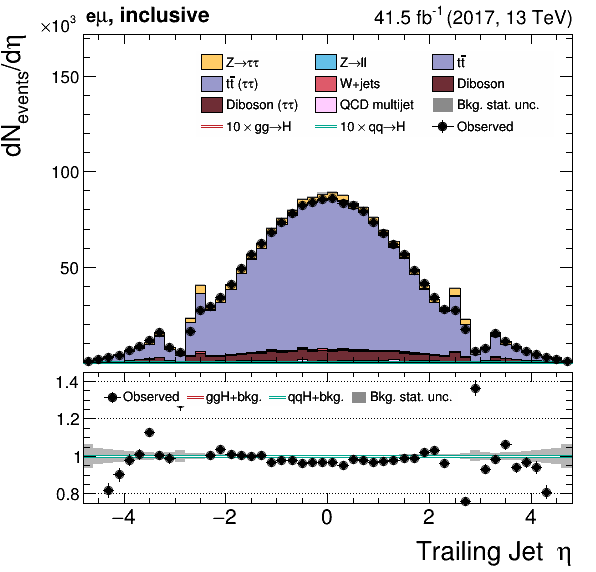 ×10³ eμ, inclusive 41.5 fb⁻¹ (2017, 13 TeV)
dN_events/dη
150
100
50
Z→ττ Z→ll tt̄
tt̄ (ττ) W+jets Diboson
Diboson (ττ) QCD multijet Bkg. stat. unc.
10×gg→H 10×qq→H Observed
1.4
1.2
1
0.8
Observed ggH+bkg. qqH+bkg. Bkg. stat. unc.
−4 −2 0 2 4
Trailing Jet η